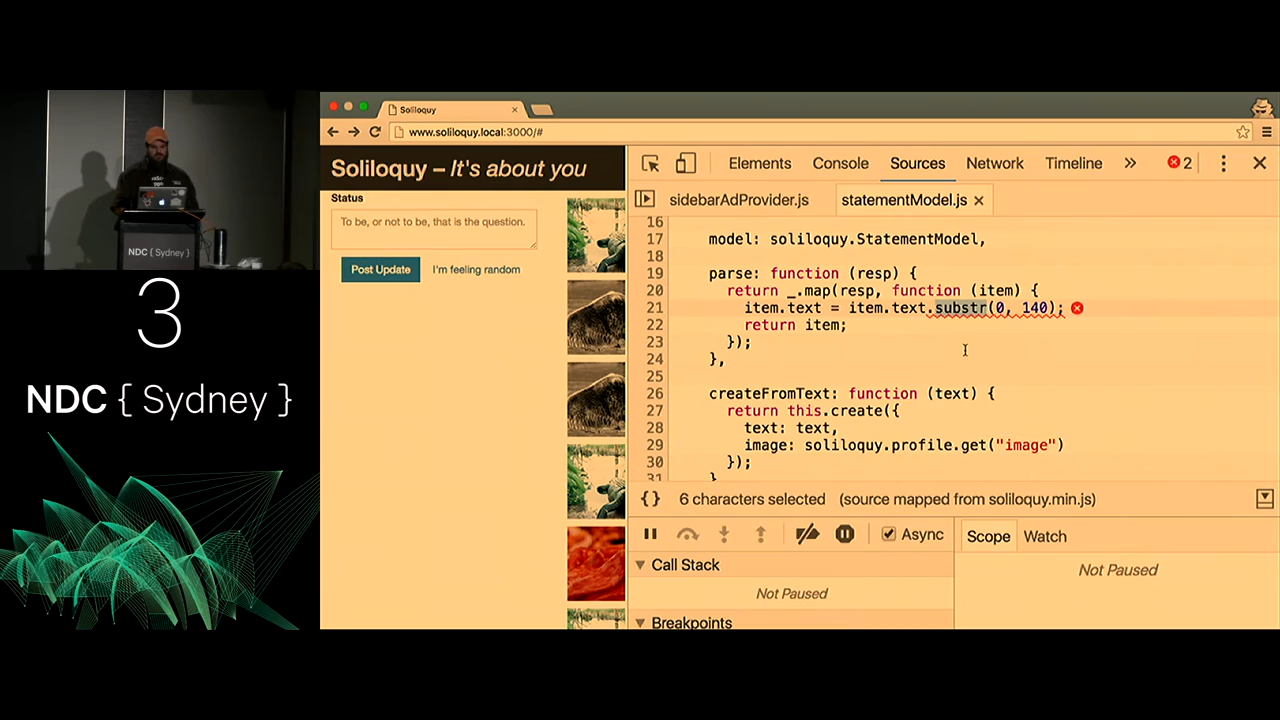 NDC { Sydney }
3
NDC { Sydney }
Soliloquy
www.soliloquy.local:3000/#
Soliloquy – It's about you
Status
To be, or not to be, that is the question.
Post Update
I'm feeling random
Elements
Console
Sources
Network
Timeline
2
sidebarAdProvider.js
statementModel.js
16
17 model: soliloquy.StatementModel,
18
19 parse: function (resp) {
20 return _.map(resp, function (item) {
21 item.text = item.text.substr(0, 140);
22 return item;
23 });
24 },
25
26 createFromText: function (text) {
27 return this.create({
28 text: text,
29 image: soliloquy.profile.get("image")
30 });
31 }
{ } 6 characters selected (source mapped from soliloquy.min.js)
Async
Scope
Watch
Call Stack
Not Paused
Not Paused
Breakpoints